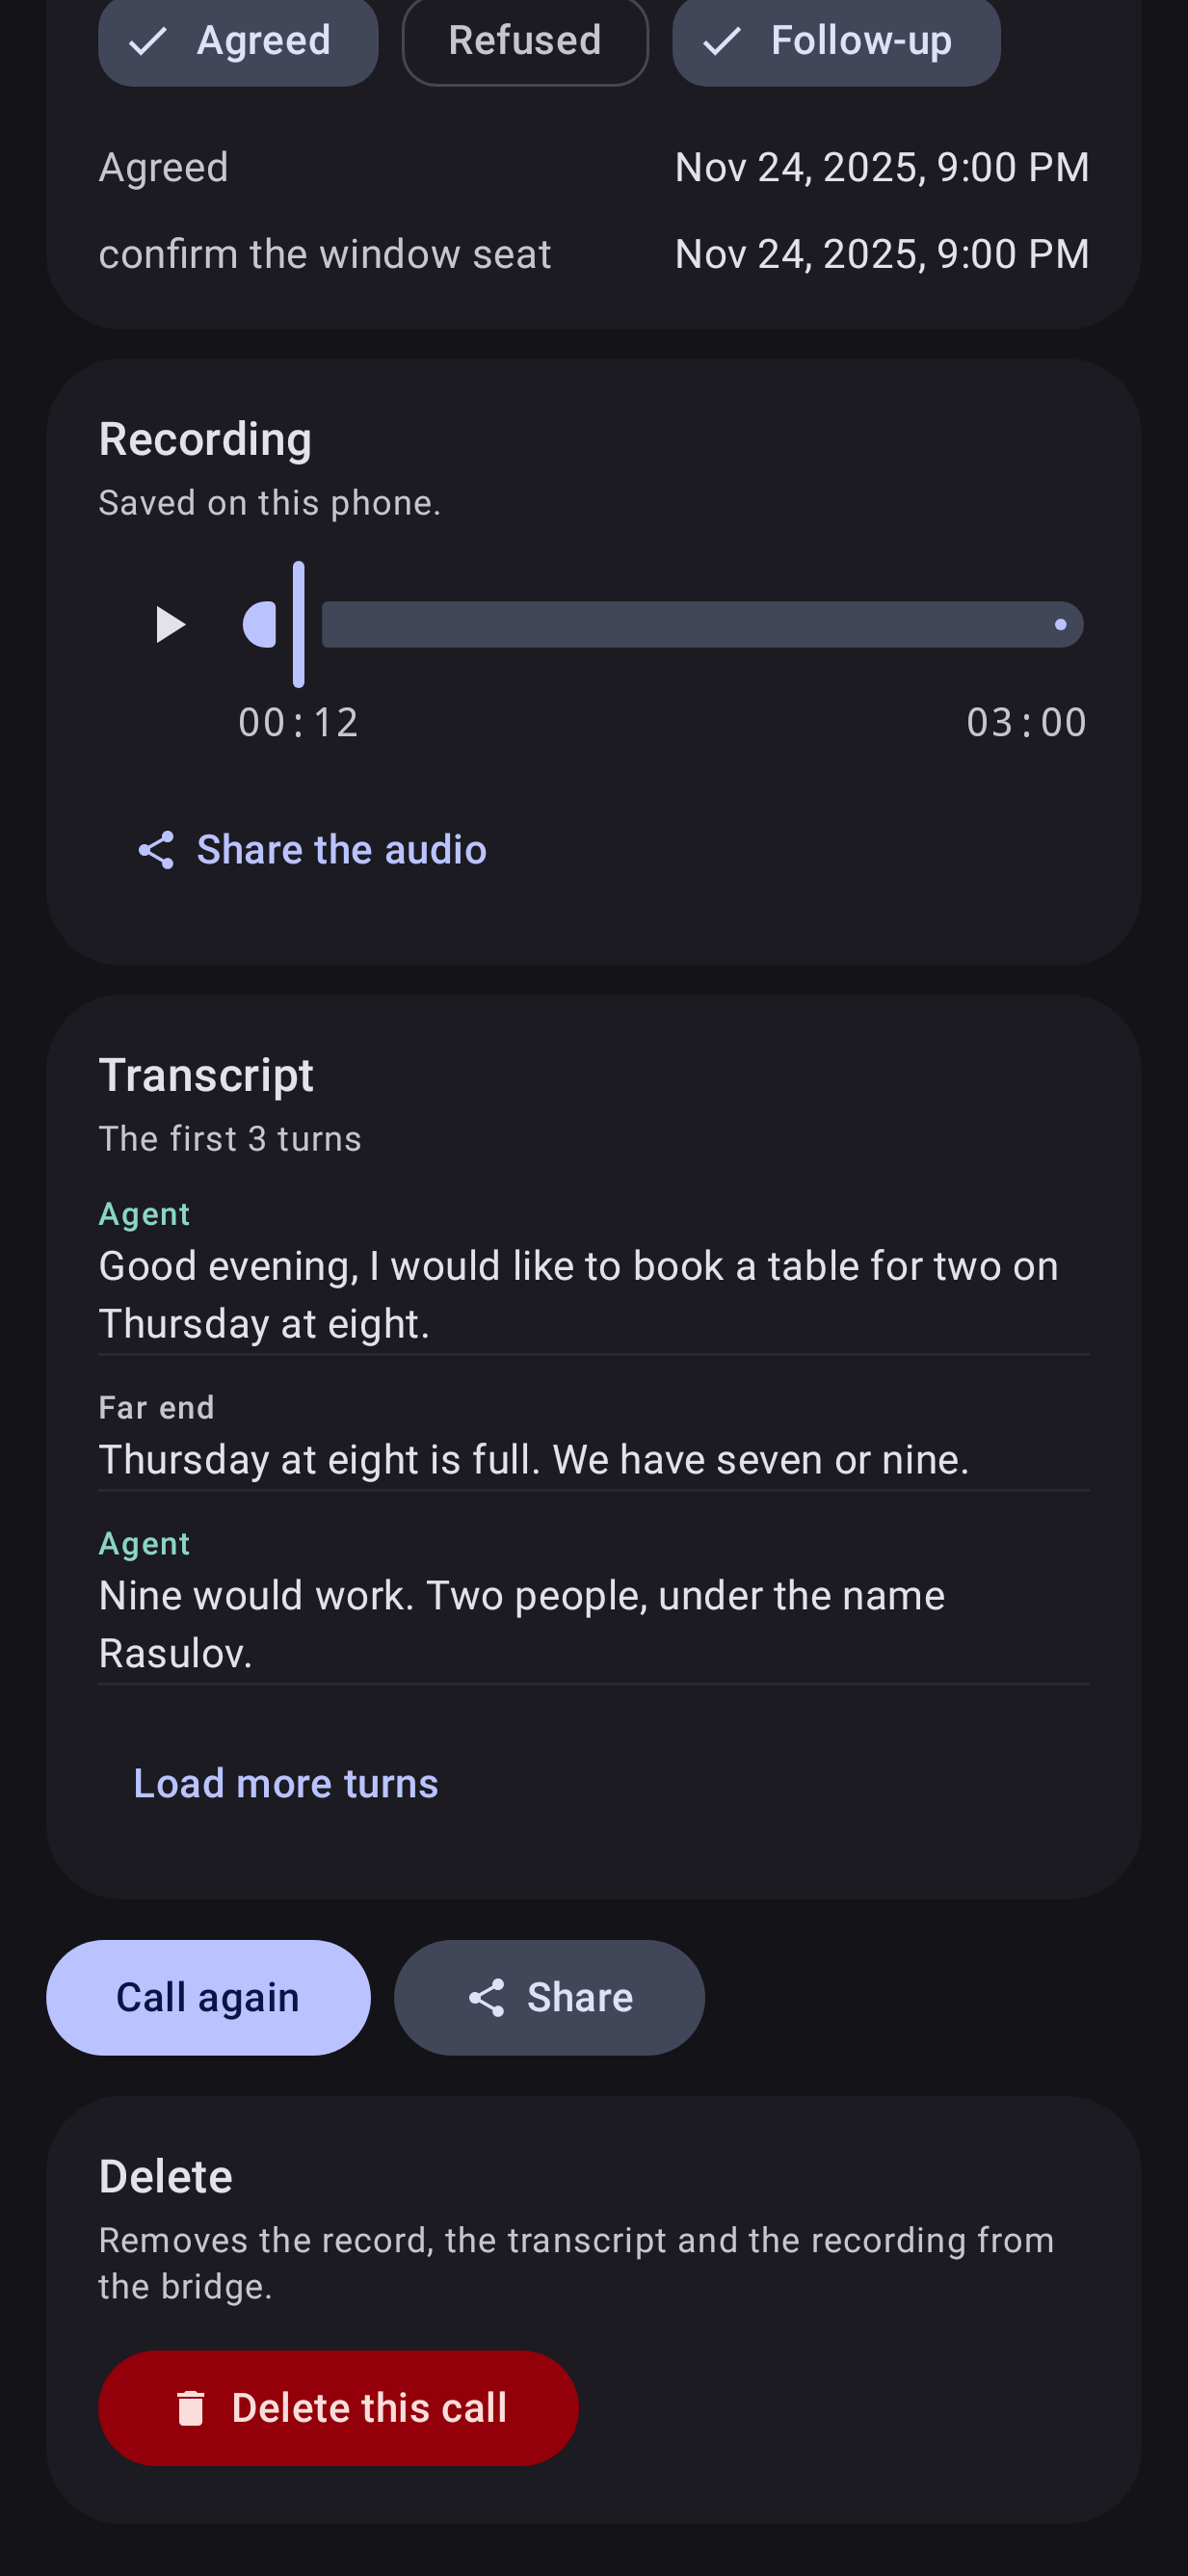 Agreed
Refused
Follow-up
Agreed
Nov 24, 2025, 9:00 PM
confirm the window seat
Nov 24, 2025, 9:00 PM
Recording
Saved on this phone.
00:12
03:00
Share the audio
Transcript
The first 3 turns
Agent
Good evening, I would like to book a table for two on
Thursday at eight.
Far end
Thursday at eight is full. We have seven or nine.
Agent
Nine would work. Two people, under the name
Rasulov.
Load more turns
Call again
Share
Delete
Removes the record, the transcript and the recording from
the bridge.
Delete this call